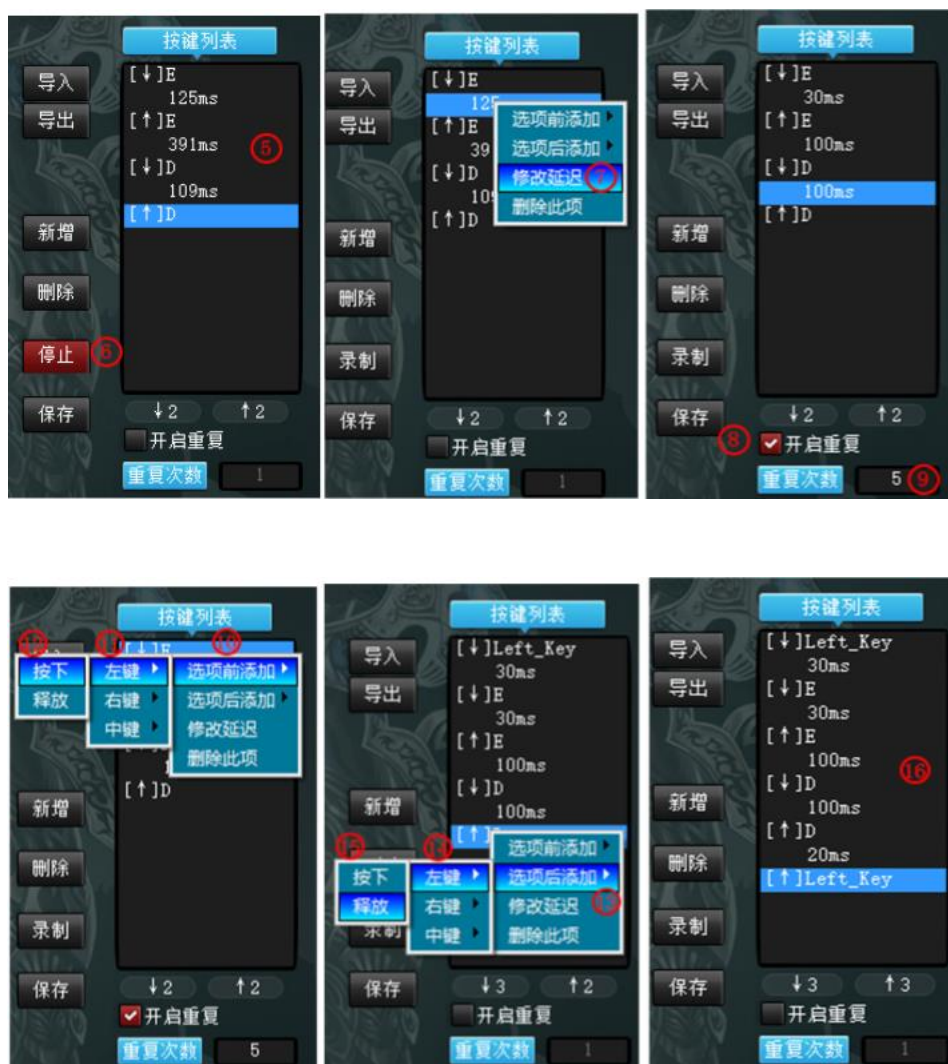 按键列表
导入
导出
[↓]E
125ms
[↑]E
391ms
⑤
[↓]D
109ms
[↑]D
新增
删除
停止
⑥
保存
↓2 ↑2
开启重复
重复次数 1
按键列表
导入
导出
[↓]E
125
[↑]E
39
[↓]D
10
[↑]D
选项前添加
选项后添加
修改延迟 ⑦
删除此项
新增
删除
录制
保存
↓2 ↑2
开启重复
重复次数 1
按键列表
导入
导出
[↓]E
30ms
[↑]E
100ms
[↓]D
100ms
[↑]D
新增
删除
录制
保存
↓2 ↑2
⑧ 开启重复
重复次数 5 ⑨
按键列表
[↓]E
按下 左键 选项前添加
释放 右键 选项后添加
中键 修改延迟
删除此项
[↑]D
新增
删除
录制
保存
↓2 ↑2
开启重复
重复次数 5
按键列表
导入
导出
[↓]Left_Key
30ms
[↓]E
30ms
[↑]E
100ms
[↓]D
100ms
新增
选项前添加
按下 左键 选项后添加
释放 右键 修改延迟
中键 删除此项
录制
保存
↓3 ↑2
开启重复
重复次数 1
按键列表
导入
导出
[↓]Left_Key
30ms
[↓]E
30ms
[↑]E
100ms
⑯
[↓]D
100ms
[↑]D
20ms
[↑]Left_Key
新增
删除
录制
保存
↓3 ↑3
开启重复
重复次数 1